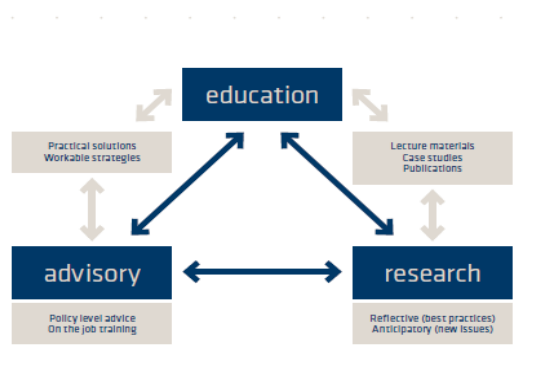 education
Practical solutions
Workable strategies
Lecture materials
Case studies
Publications
advisory
research
Policy level advice
On the job training
Reflective (best practices)
Anticipatory (new issues)